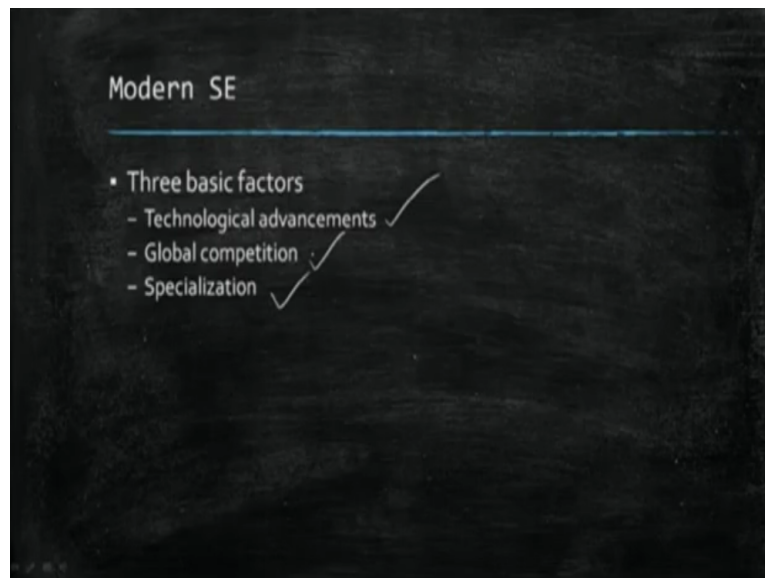 Modern SE
▪ Three basic factors
– Technological advancements
– Global competition
– Specialization